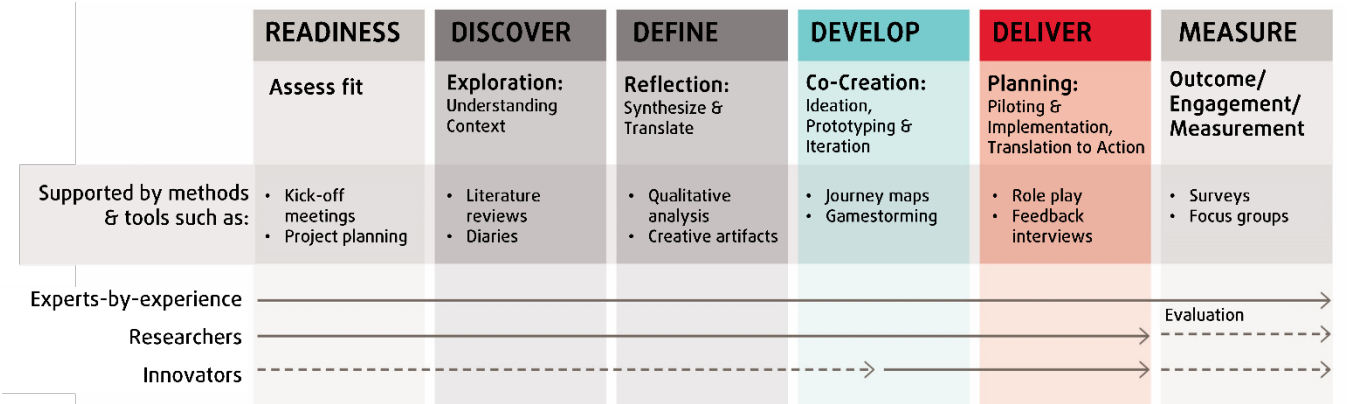 READINESS
DISCOVER
DEFINE
DEVELOP
DELIVER
MEASURE
Assess fit
Exploration:
Understanding
Context
Reflection:
Synthesize &
Translate
Co-Creation:
Ideation,
Prototyping &
Iteration
Planning:
Piloting &
Implementation,
Translation to Action
Outcome/
Engagement/
Measurement
Supported by methods
& tools such as:
• Kick-off
meetings
• Project planning
• Literature
reviews
• Diaries
• Qualitative
analysis
• Creative artifacts
• Journey maps
• Gamestorming
• Role play
• Feedback
interviews
• Surveys
• Focus groups
Experts-by-experience
Evaluation
Researchers
Innovators